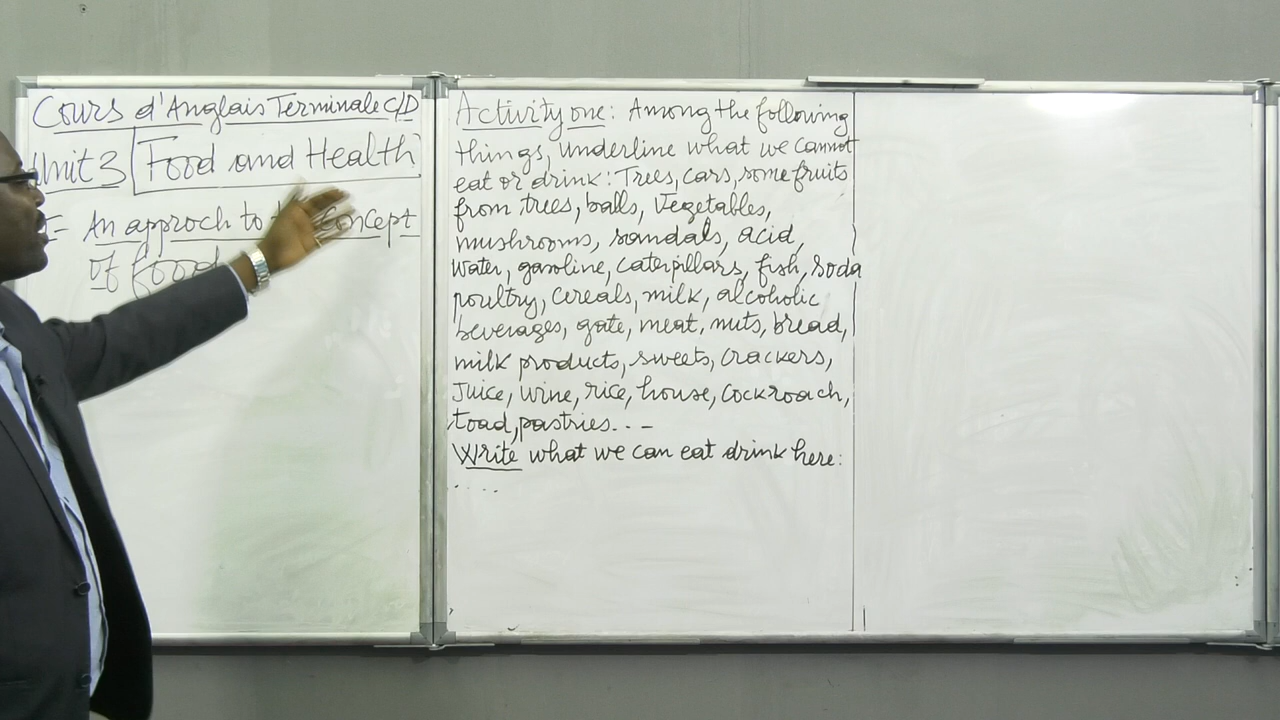 Cours d'Anglais Terminale C/D
Unit 3 Food and Health
I- An approch to the concept
of food
Activity one: Among the following
things, underline what we cannot
eat or drink: Trees, cars, some fruits
from trees, balls, vegetables,
mushrooms, sandals, acid,
water, gasoline, caterpillars, fish, soda
poultry, cereals, milk, alcoholic
beverages, gate, meat, nuts, bread,
milk products, sweets, crackers,
Juice, wine, rice, house, cockroach,
toad, pastries...
Write what we can eat drink here:
.....